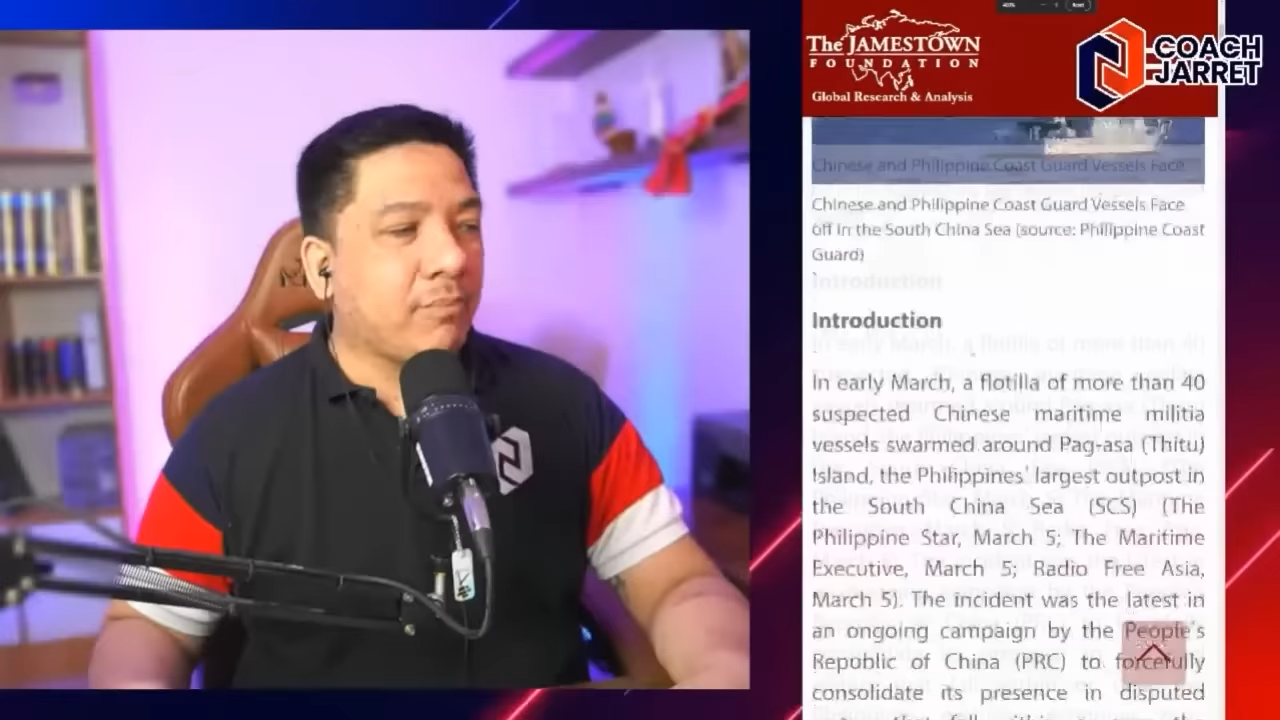 The JAMESTOWN
FOUNDATION
Global Research & Analysis
COACH
JARRET
Chinese and Philippine Coast Guard Vessels Face
Chinese and Philippine Coast Guard Vessels Face
off in the South China Sea (source: Philippine Coast
Guard)
Introduction
Introduction
In early March, a flotilla of more than 40
suspected Chinese maritime militia
vessels swarmed around Pag-asa (Thitu)
Island, the Philippines' largest outpost in
the South China Sea (SCS) (The
Philippine Star, March 5; The Maritime
Executive, March 5; Radio Free Asia,
March 5). The incident was the latest in
an ongoing campaign by the People's
Republic of China (PRC) to forcefully
consolidate its presence in disputed